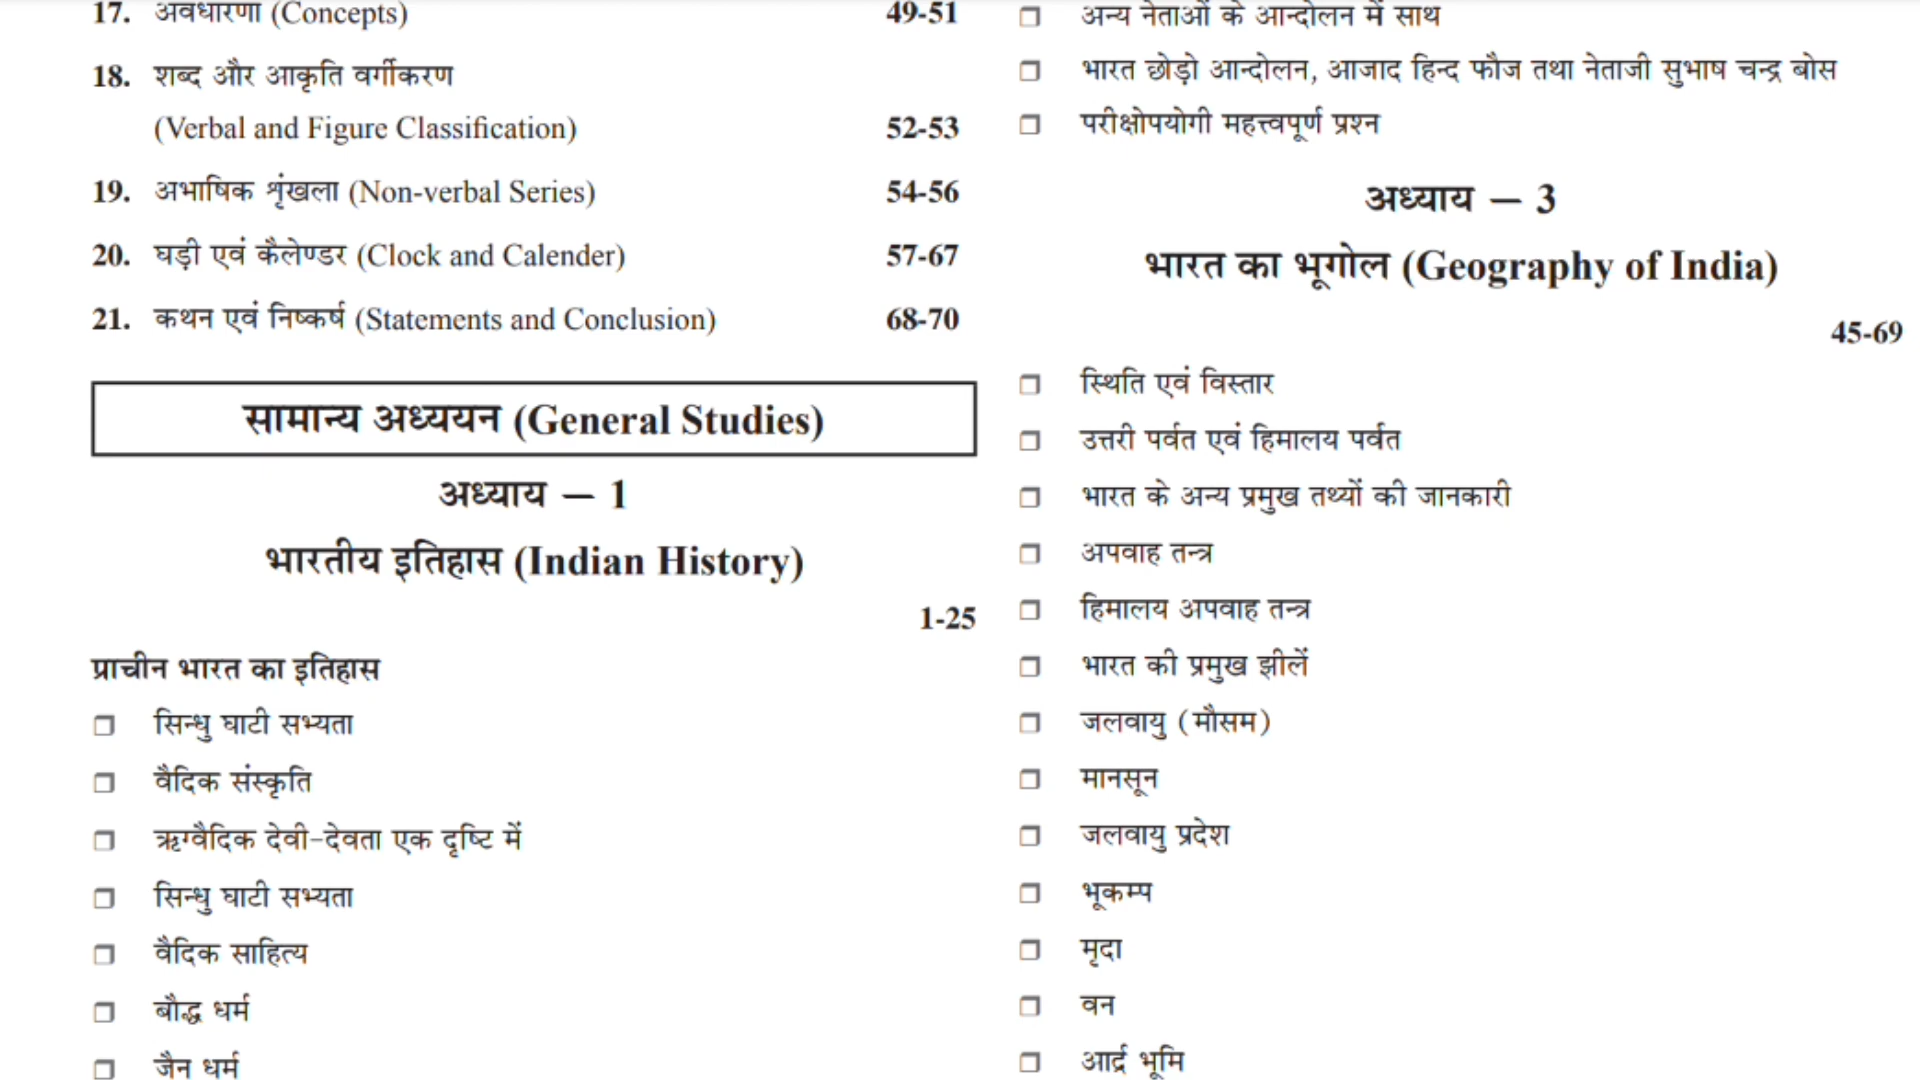 17. अवधारणा (Concepts) 49-51
18. शब्द और आकृति वर्गीकरण
(Verbal and Figure Classification) 52-53
19. अभाषिक शृंखला (Non-verbal Series) 54-56
20. घड़ी एवं कैलेण्डर (Clock and Calender) 57-67
21. कथन एवं निष्कर्ष (Statements and Conclusion) 68-70
सामान्य अध्ययन (General Studies)
अध्याय — 1
भारतीय इतिहास (Indian History)
1-25
प्राचीन भारत का इतिहास
❐ सिन्धु घाटी सभ्यता
❐ वैदिक संस्कृति
❐ ऋग्वैदिक देवी-देवता एक दृष्टि में
❐ सिन्धु घाटी सभ्यता
❐ वैदिक साहित्य
❐ बौद्ध धर्म
❐ जैन धर्म
❐ अन्य नेताओं के आन्दोलन में साथ
❐ भारत छोड़ो आन्दोलन, आजाद हिन्द फौज तथा नेताजी सुभाष चन्द्र बोस
❐ परीक्षोपयोगी महत्त्वपूर्ण प्रश्न
अध्याय — 3
भारत का भूगोल (Geography of India)
45-69
❐ स्थिति एवं विस्तार
❐ उत्तरी पर्वत एवं हिमालय पर्वत
❐ भारत के अन्य प्रमुख तथ्यों की जानकारी
❐ अपवाह तन्त्र
❐ हिमालय अपवाह तन्त्र
❐ भारत की प्रमुख झीलें
❐ जलवायु (मौसम)
❐ मानसून
❐ जलवायु प्रदेश
❐ भूकम्प
❐ मृदा
❐ वन
❐ आर्द्र भूमि